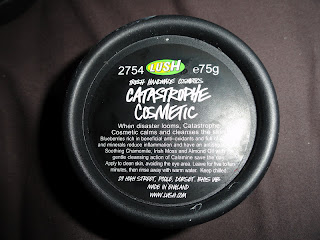 2754 LUSH e75g
FRESH HANDMADE COSMETICS
CATASTROPHE
COSMETIC
When disaster looms, Catastrophe
Cosmetic calms and cleanses the
Blueberries rich in beneficial anti-oxidants and full of
and minerals reduce inflammation and have an
Soothing Chamomile, Irish Moss and Almond Oil with
gentle cleansing action of Calamine save the
Apply to clean skin, avoiding the eye area. Leave for five to ten
minutes, then rinse away with warm water. Keep chilled.
29 HIGH STREET, POOLE, DORSET, BH15 1AB
MADE IN ENGLAND
WWW.LUSH.COM